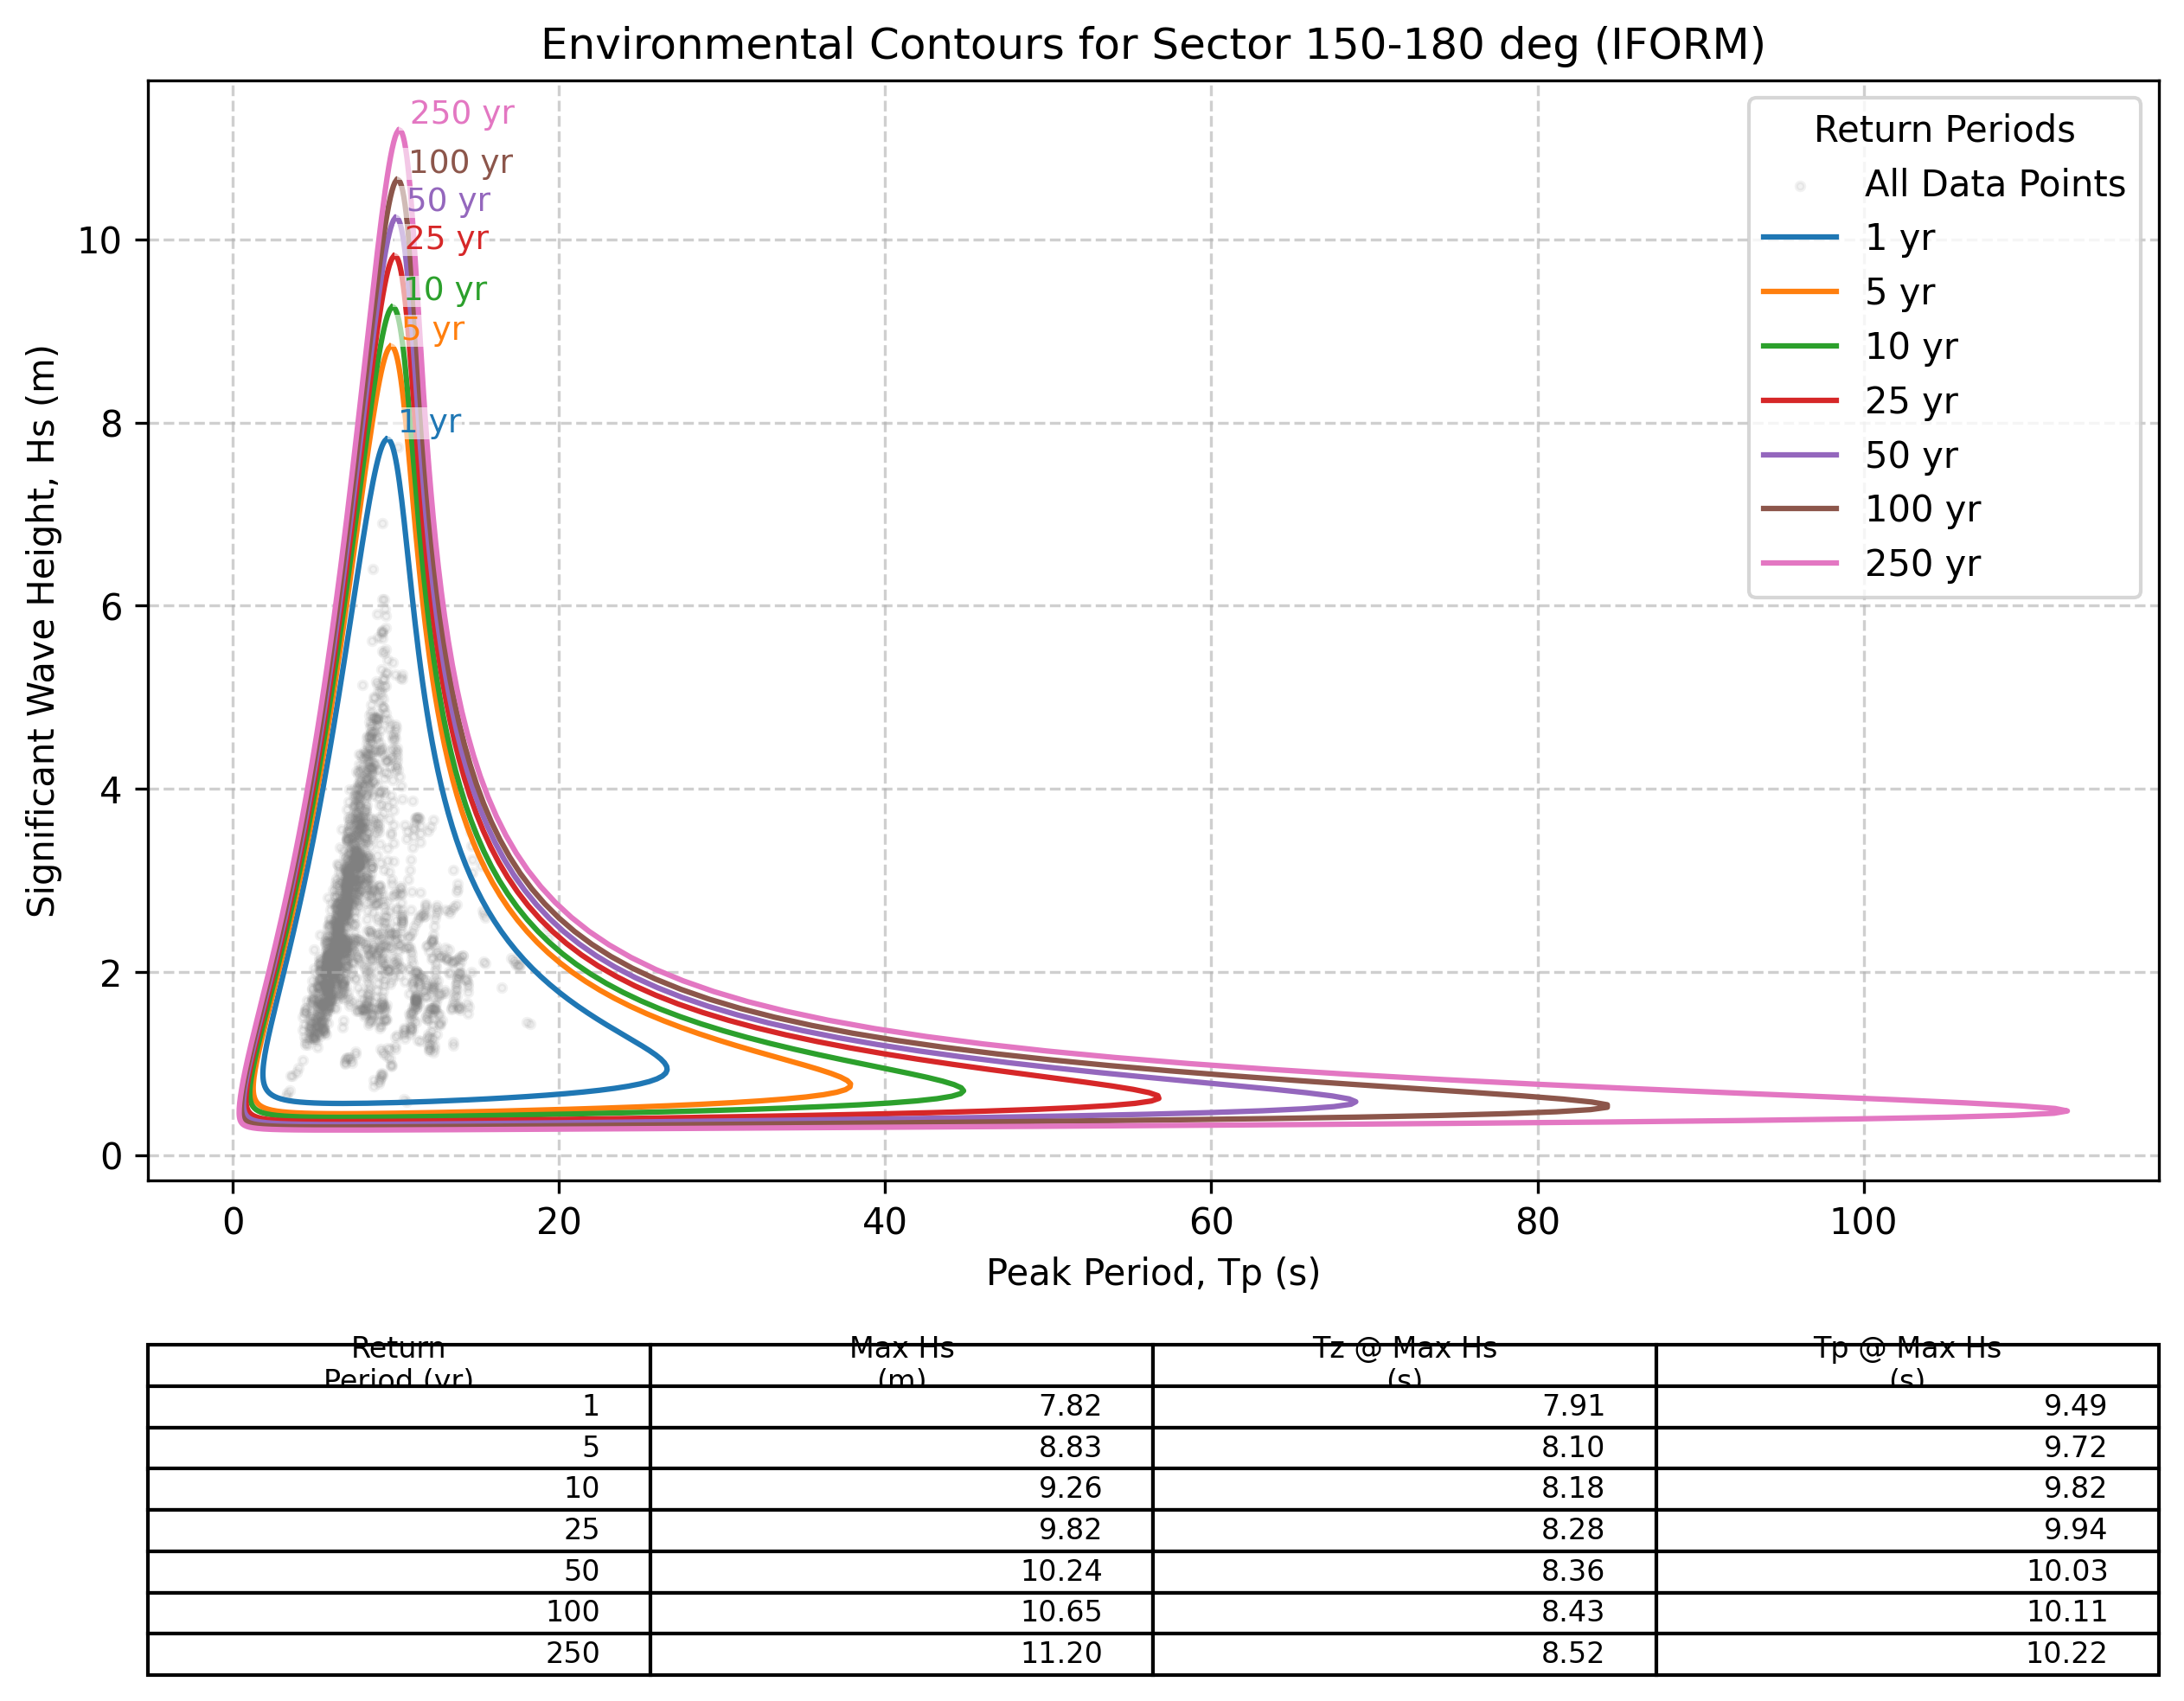 Environmental Contours for Sector 150-180 deg (IFORM)
250 yr
100 yr
50 yr
25 yr
10 yr
5 yr
1 yr
Return Periods
All Data Points
1 yr
5 yr
10 yr
25 yr
50 yr
100 yr
250 yr
Significant Wave Height, Hs (m)
10
8
6
4
2
0
0 20 40 60 80 100
Peak Period, Tp (s)
Return Period (yr) Max Hs (m) Tz @ Max Hs (s) Tp @ Max Hs (s)
1 7.82 7.91 9.49
5 8.83 8.10 9.72
10 9.26 8.18 9.82
25 9.82 8.28 9.94
50 10.24 8.36 10.03
100 10.65 8.43 10.11
250 11.20 8.52 10.22